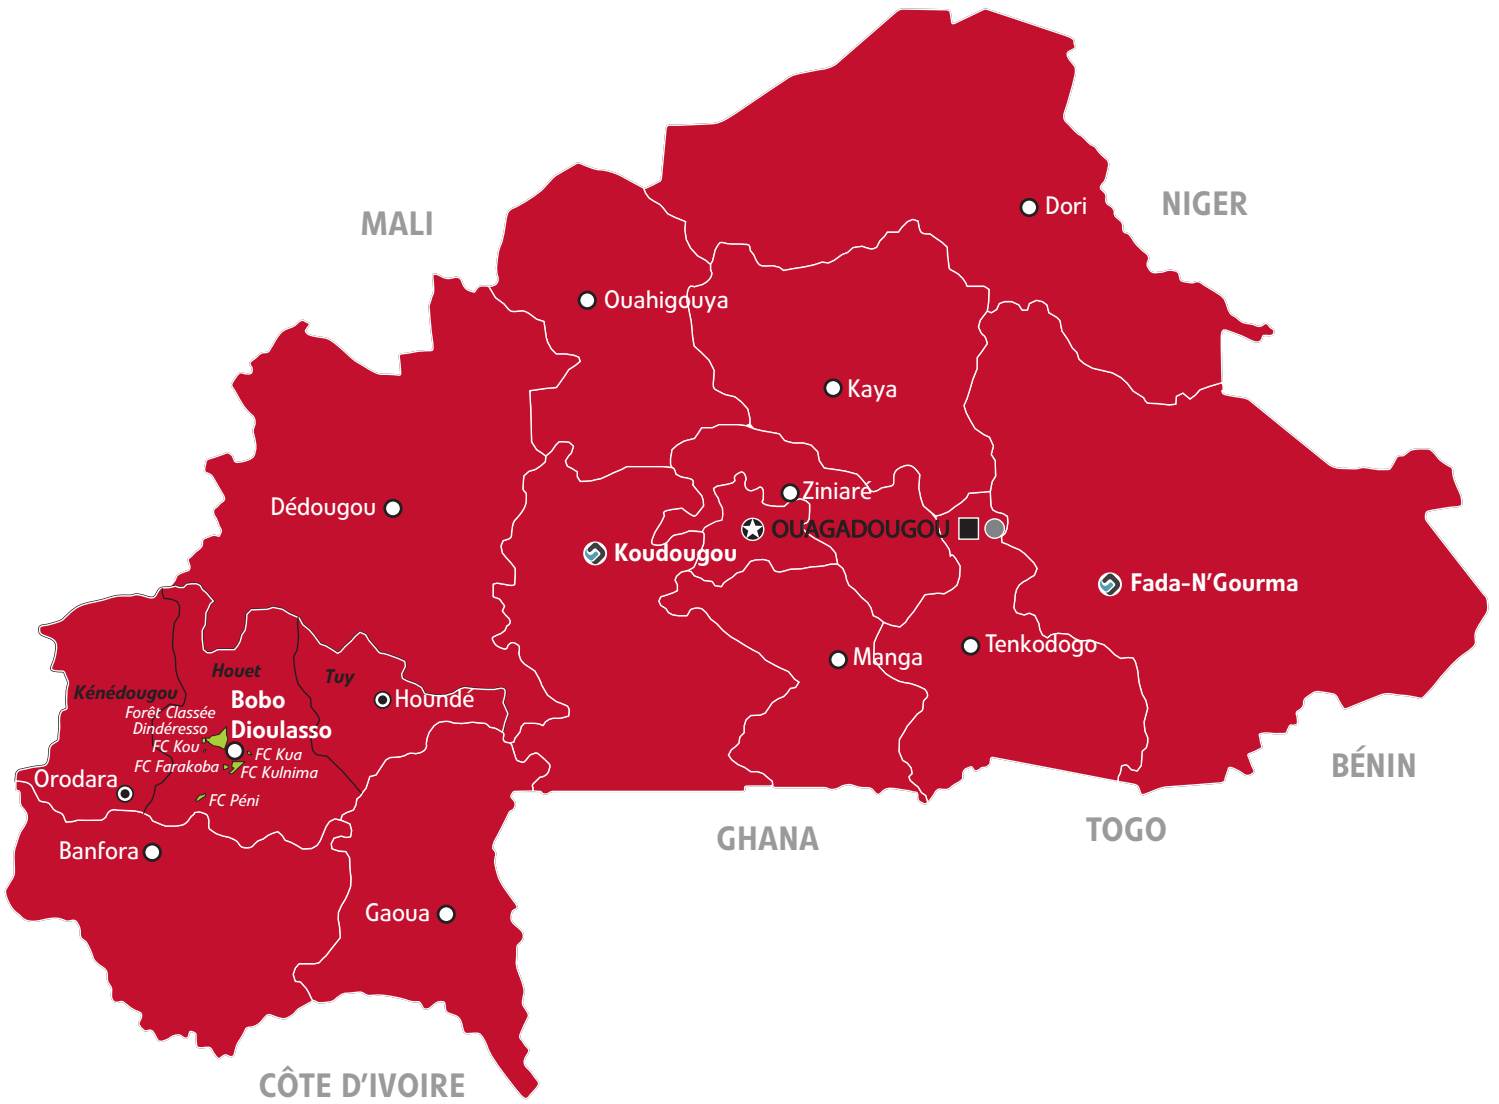 MALI
NIGER
Dori
Ouahigouya
Kaya
Ziniaré
Dédougou
OUAGADOUGOU
Koudougou
Fada-N'Gourma
Tenkodogo
Manga
Houet
Tuy
Kénédougou
Bobo
Dioulasso
Houndé
Forêt Classée
Dindéresso
FC Kou
FC Kua
FC Farakoba
FC Kulnima
Orodara
FC Péni
BÉNIN
TOGO
GHANA
Banfora
Gaoua
CÔTE D'IVOIRE